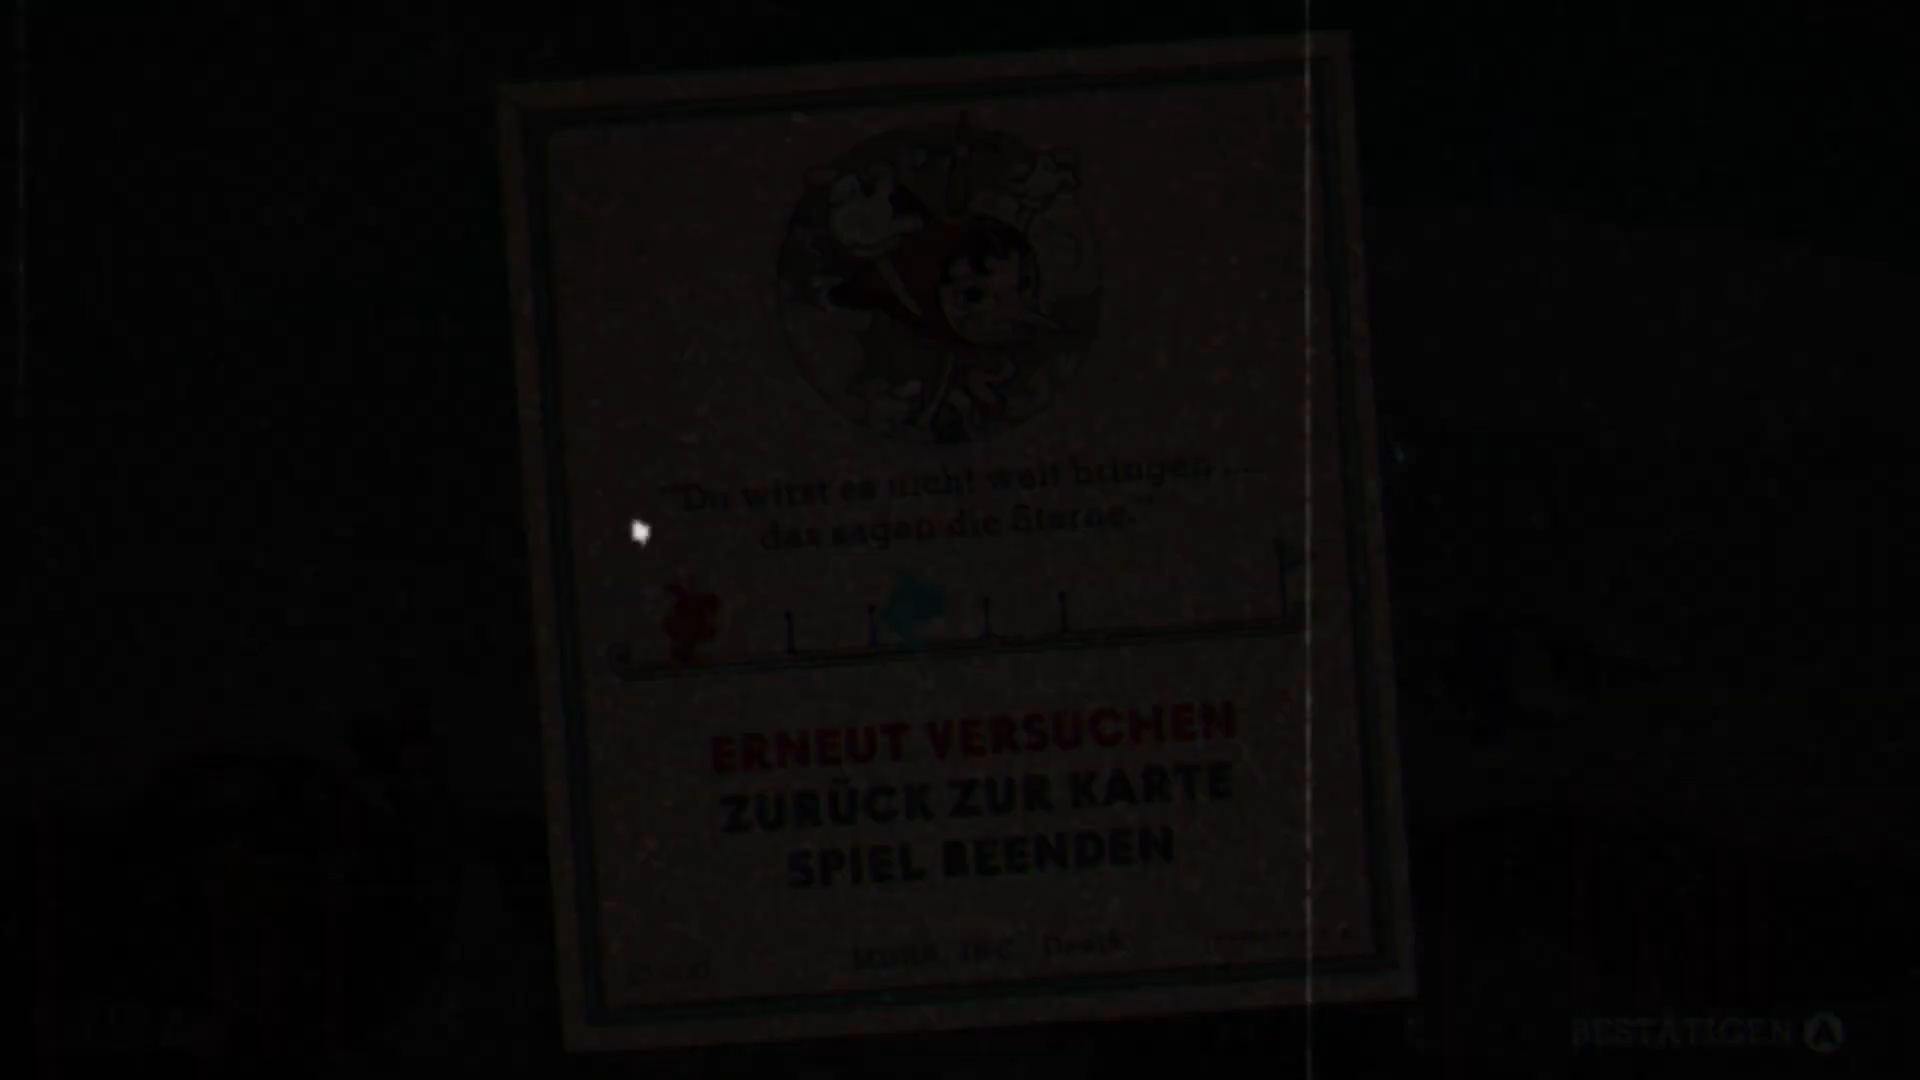 "Du wirst es nicht weit bringen ...
das sagen die Sterne."
ERNEUT VERSUCHEN
ZURÜCK ZUR KARTE
SPIEL BEENDEN
BESTÄTIGEN A